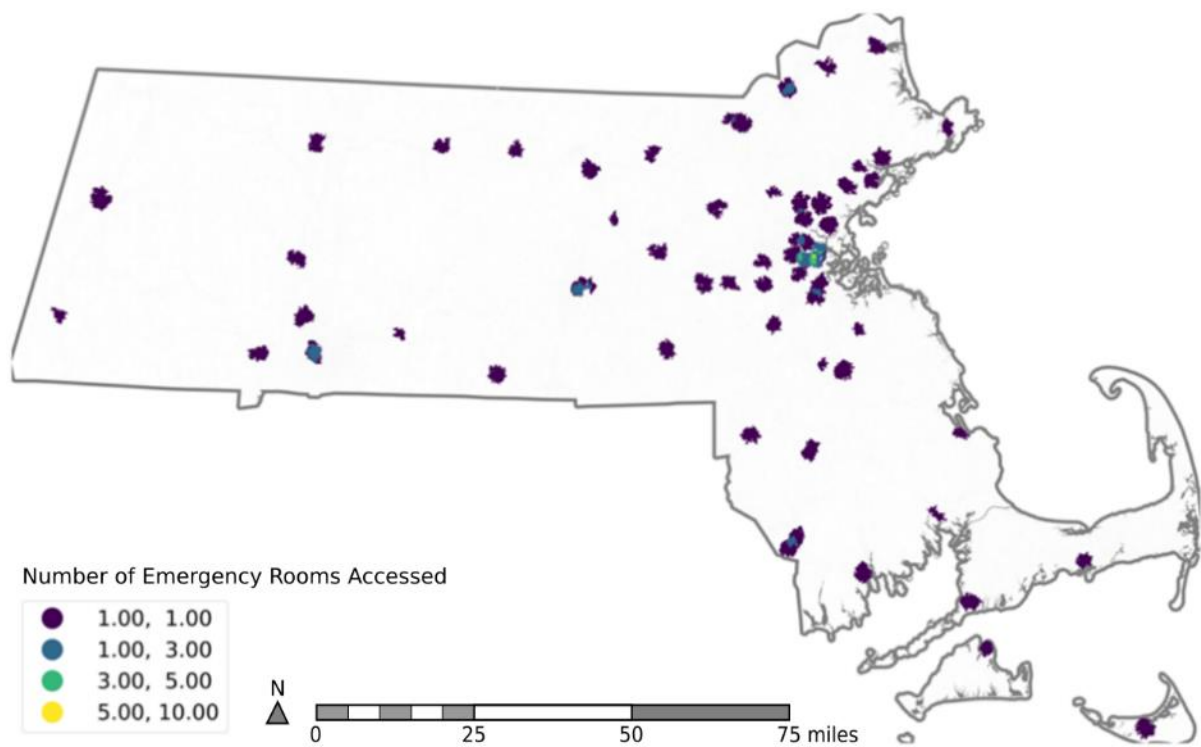 Number of Emergency Rooms Accessed
1.00, 1.00
1.00, 3.00
3.00, 5.00
5.00, 10.00
N
0 25 50 75 miles